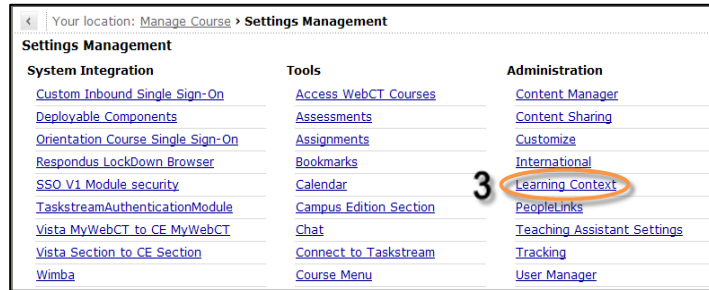 Your location: Manage Course › Settings Management
Settings Management
System Integration
Custom Inbound Single Sign-On
Deployable Components
Orientation Course Single Sign-On
Respondus LockDown Browser
SSO V1 Module security
TaskstreamAuthenticationModule
Vista MyWebCT to CE MyWebCT
Vista Section to CE Section
Wimba
Tools
Access WebCT Courses
Assessments
Assignments
Bookmarks
Calendar
Campus Edition Section
Chat
Connect to Taskstream
Course Menu
Administration
Content Manager
Content Sharing
Customize
International
3 Learning Context
PeopleLinks
Teaching Assistant Settings
Tracking
User Manager